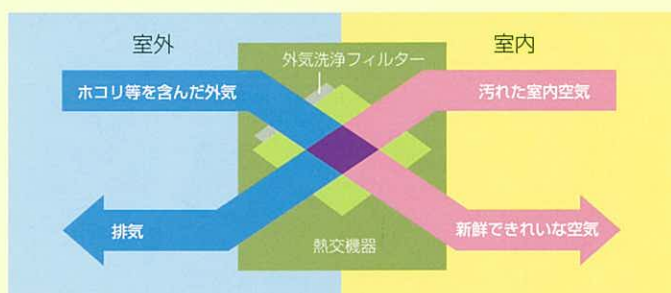 室外
室内
外気洗浄フィルター
ホコリ等を含んだ外気
汚れた室内空気
排気
新鮮できれいな空気
熱交機器